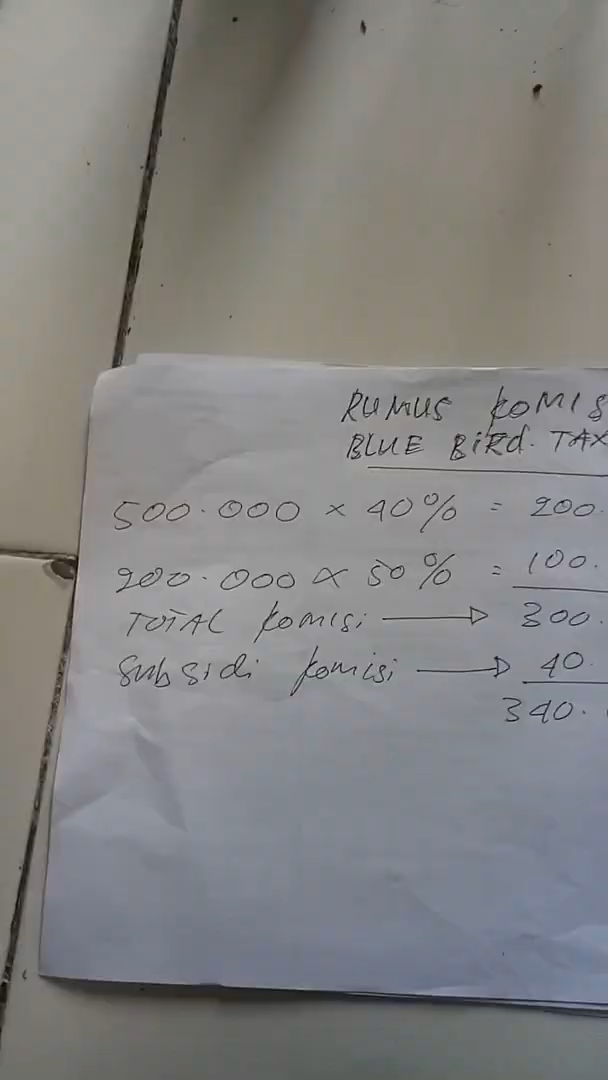 RUMUS KOMIS
BLUE BIRd. TAX
500.000 x 40% = 200.
200.000 x 50% = 100.
TOTAL komisi → 300.
Subsidi komisi → 40.
340.